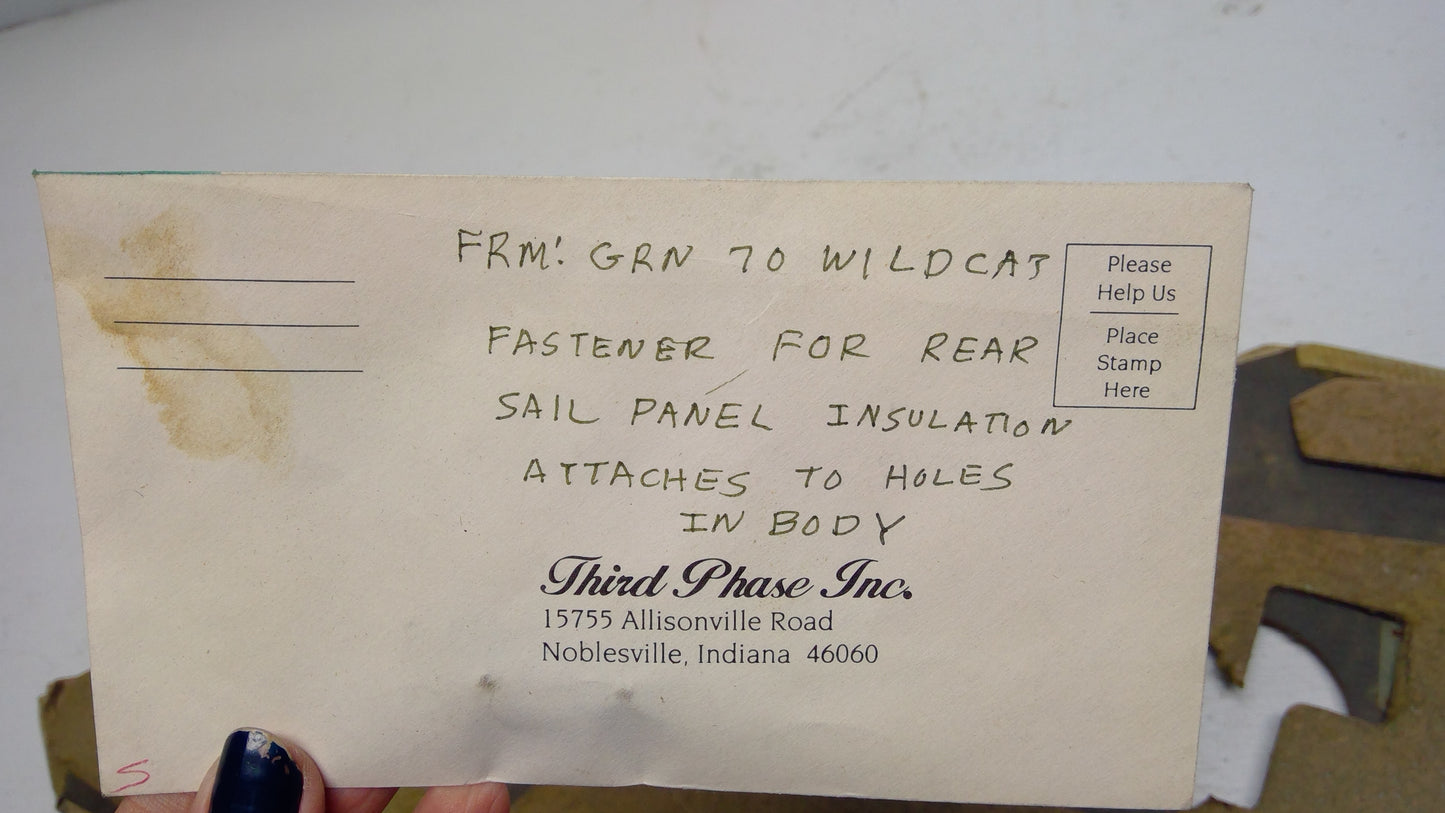 FRM: GRN 70 WILDCAT
FASTENER FOR REAR
SAIL PANEL INSULATION
ATTACHES TO HOLES
IN BODY
Please
Help Us
Place
Stamp
Here
Third Phase Inc.
15755 Allisonville Road
Noblesville, Indiana 46060
S